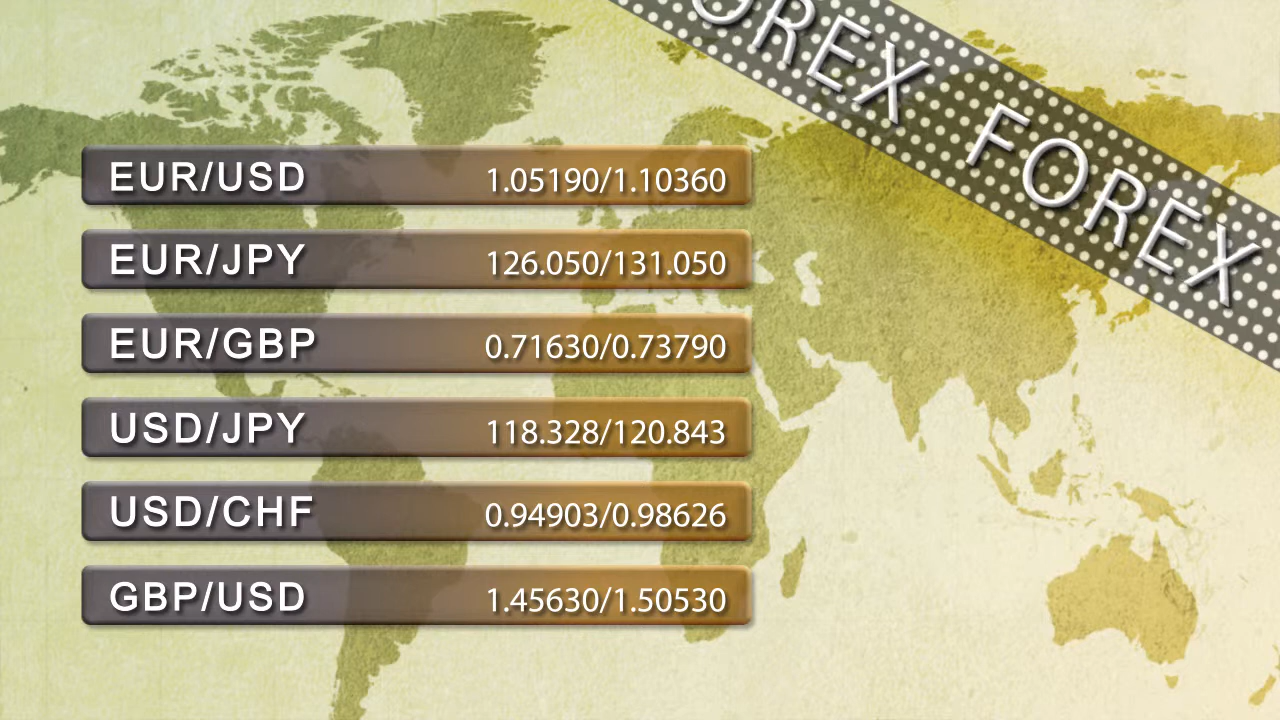 OREX FOREX
EUR/USD 1.05190/1.10360
EUR/JPY 126.050/131.050
EUR/GBP 0.71630/0.73790
USD/JPY 118.328/120.843
USD/CHF 0.94903/0.98626
GBP/USD 1.45630/1.50530